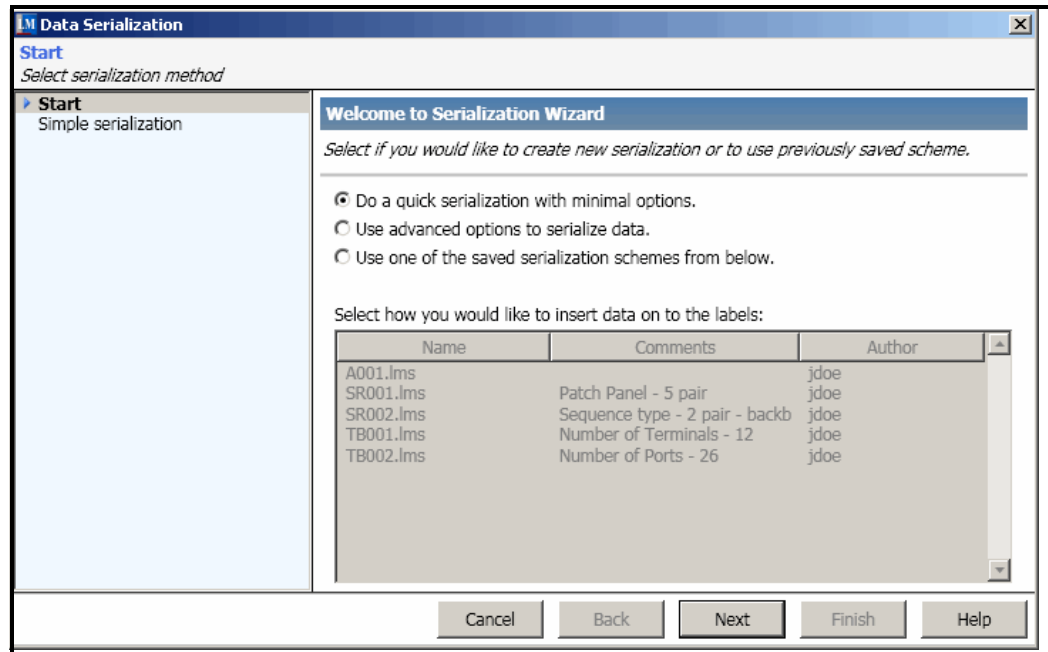 LM Data Serialization
Start
Select serialization method
Start
Simple serialization
Welcome to Serialization Wizard
Select if you would like to create new serialization or to use previously saved scheme.
Do a quick serialization with minimal options.
Use advanced options to serialize data.
Use one of the saved serialization schemes from below.
Select how you would like to insert data on to the labels:
Name Comments Author
A001.lms jdoe
SR001.lms Patch Panel - 5 pair jdoe
SR002.lms Sequence type - 2 pair - backb jdoe
TB001.lms Number of Terminals - 12 jdoe
TB002.lms Number of Ports - 26 jdoe
Cancel Back Next Finish Help